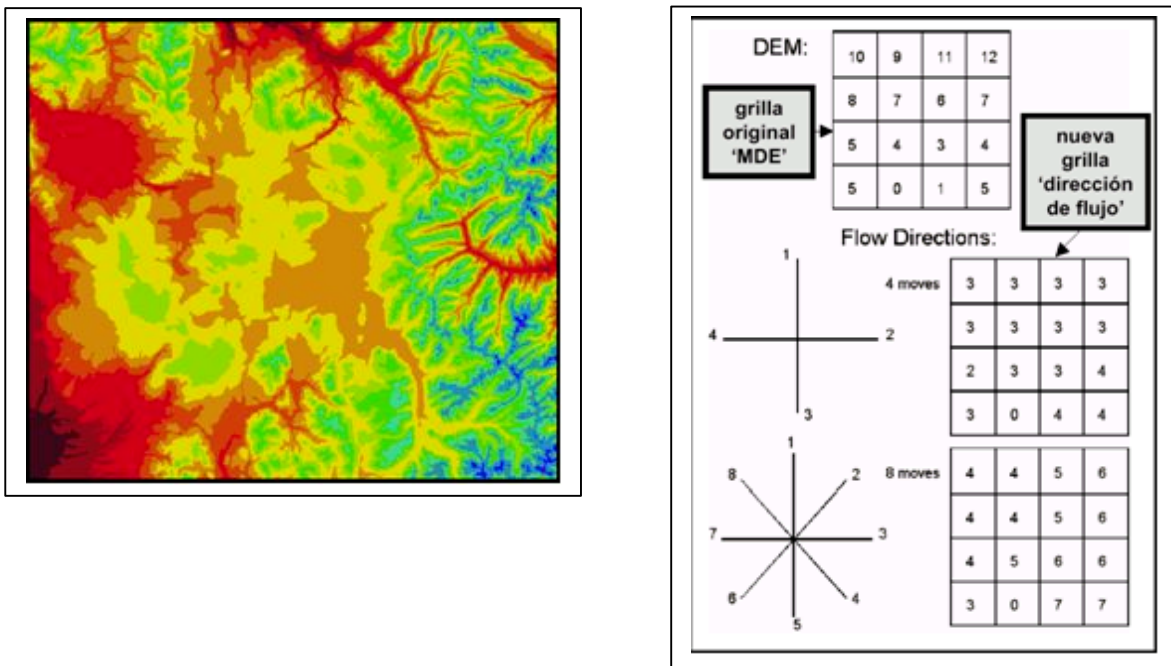 DEM:
10 9 11 12
8 7 6 7
5 4 3 4
5 0 1 5
grilla
original
‘MDE’
nueva
grilla
‘dirección
de flujo’
Flow Directions:
1
4
2
3
4 moves
3 3 3 3
3 3 3 3
2 3 3 4
3 0 4 4
1
8
2
7
3
6
4
5
8 moves
4 4 5 6
4 4 5 6
4 5 6 6
3 0 7 7